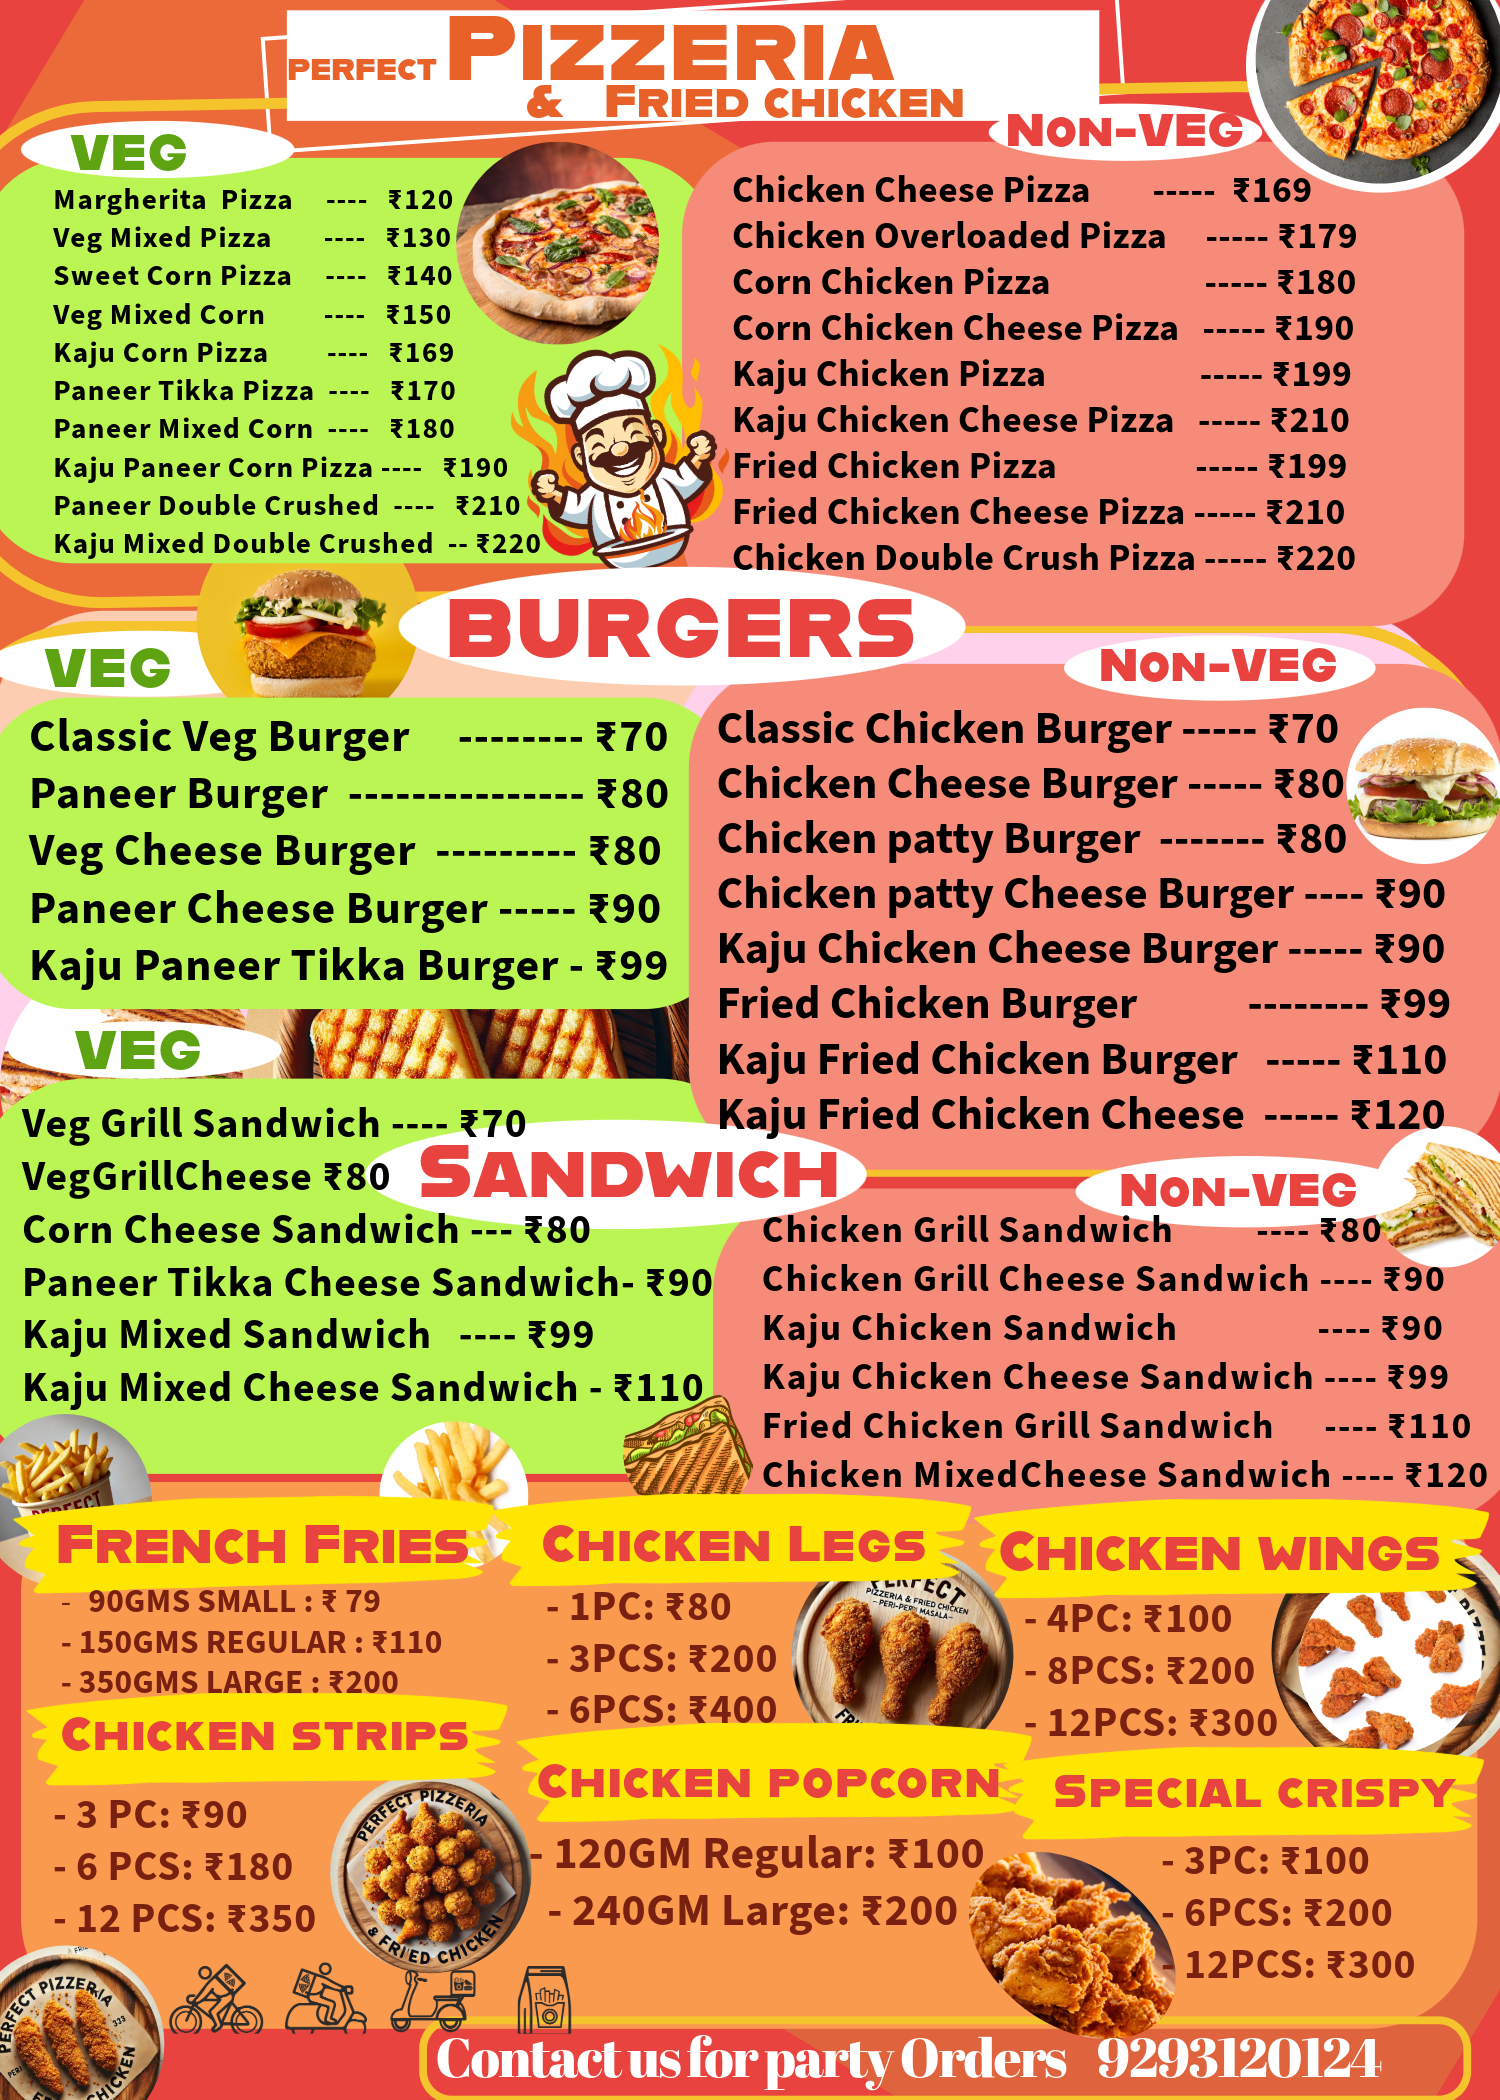 PERFECT PIZZERIA
& FRIED CHICKEN
VEG
Margherita Pizza ---- ₹120
Veg Mixed Pizza ---- ₹130
Sweet Corn Pizza ---- ₹140
Veg Mixed Corn ---- ₹150
Kaju Corn Pizza ---- ₹169
Paneer Tikka Pizza ---- ₹170
Paneer Mixed Corn ---- ₹180
Kaju Paneer Corn Pizza ---- ₹190
Paneer Double Crushed ---- ₹210
Kaju Mixed Double Crushed -- ₹220
NON-VEG
Chicken Cheese Pizza ----- ₹169
Chicken Overloaded Pizza ----- ₹179
Corn Chicken Pizza ----- ₹180
Corn Chicken Cheese Pizza ----- ₹190
Kaju Chicken Pizza ----- ₹199
Kaju Chicken Cheese Pizza ----- ₹210
Fried Chicken Pizza ----- ₹199
Fried Chicken Cheese Pizza ----- ₹210
Chicken Double Crush Pizza ----- ₹220
BURGERS
VEG
Classic Veg Burger -------- ₹70
Paneer Burger --------------- ₹80
Veg Cheese Burger --------- ₹80
Paneer Cheese Burger ----- ₹90
Kaju Paneer Tikka Burger - ₹99
NON-VEG
Classic Chicken Burger ----- ₹70
Chicken Cheese Burger ----- ₹80
Chicken patty Burger ------- ₹80
Chicken patty Cheese Burger ---- ₹90
Kaju Chicken Cheese Burger ----- ₹90
Fried Chicken Burger -------- ₹99
Kaju Fried Chicken Burger ----- ₹110
Kaju Fried Chicken Cheese ----- ₹120
SANDWICH
VEG
Veg Grill Sandwich ---- ₹70
VegGrillCheese ₹80
Corn Cheese Sandwich --- ₹80
Paneer Tikka Cheese Sandwich- ₹90
Kaju Mixed Sandwich ---- ₹99
Kaju Mixed Cheese Sandwich - ₹110
NON-VEG
Chicken Grill Sandwich ---- ₹80
Chicken Grill Cheese Sandwich ---- ₹90
Kaju Chicken Sandwich ---- ₹90
Kaju Chicken Cheese Sandwich ---- ₹99
Fried Chicken Grill Sandwich ---- ₹110
Chicken MixedCheese Sandwich ---- ₹120
PERFECT
FRENCH FRIES
- 90GMS SMALL : ₹ 79
- 150GMS REGULAR : ₹110
- 350GMS LARGE : ₹200
CHICKEN LEGS
- 1PC: ₹80
- 3PCS: ₹200
- 6PCS: ₹400
PERFECT
PIZZERIA & FRIED CHICKEN
- PERI-PERI MASALA -
CHICKEN WINGS
- 4PC: ₹100
- 8PCS: ₹200
- 12PCS: ₹300
CHICKEN STRIPS
- 3 PC: ₹90
- 6 PCS: ₹180
- 12 PCS: ₹350
PERFECT PIZZERIA
& FRIED CHICKEN
CHICKEN POPCORN
- 120GM Regular: ₹100
- 240GM Large: ₹200
SPECIAL CRISPY
- 3PC: ₹100
- 6PCS: ₹200
- 12PCS: ₹300
PERFECT PIZZERIA
333
CHICKEN
Contact us for party Orders 9293120124